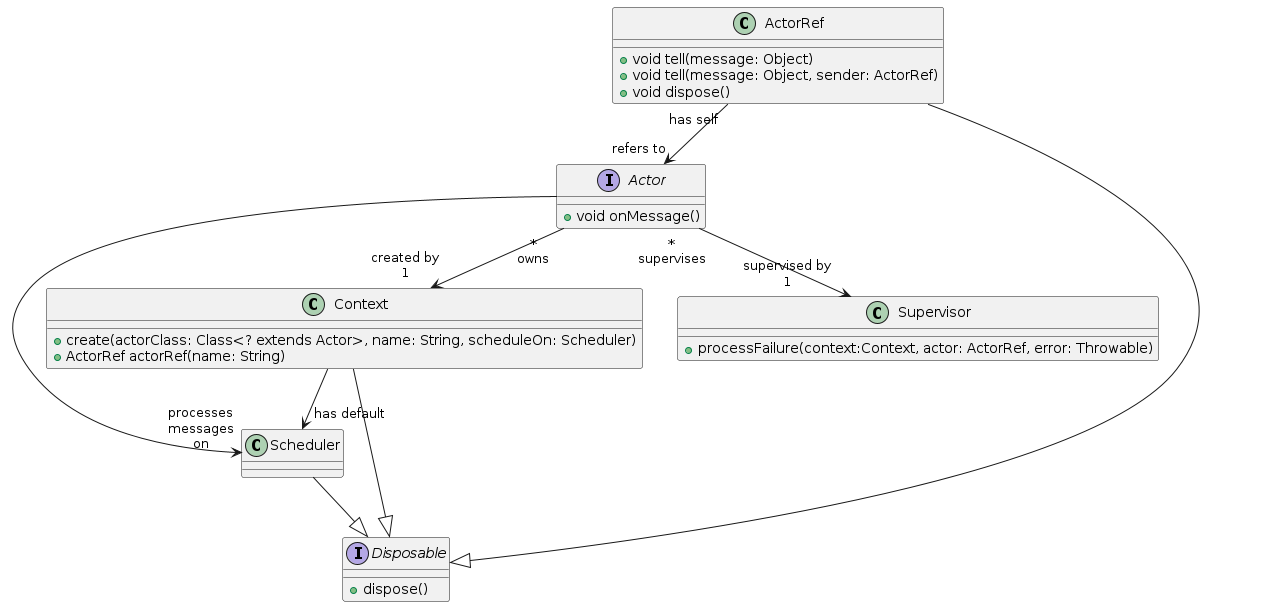 C ActorRef
void tell(message: Object)
void tell(message: Object, sender: ActorRef)
void dispose()
has self
refers to
I Actor
void onMessage()
created by
1
*
owns
*
supervises
supervised by
1
C Context
create(actorClass: Class<? extends Actor>, name: String, scheduleOn: Scheduler)
ActorRef actorRef(name: String)
C Supervisor
processFailure(context:Context, actor: ActorRef, error: Throwable)
processes
messages
on
has default
C Scheduler
I Disposable
dispose()